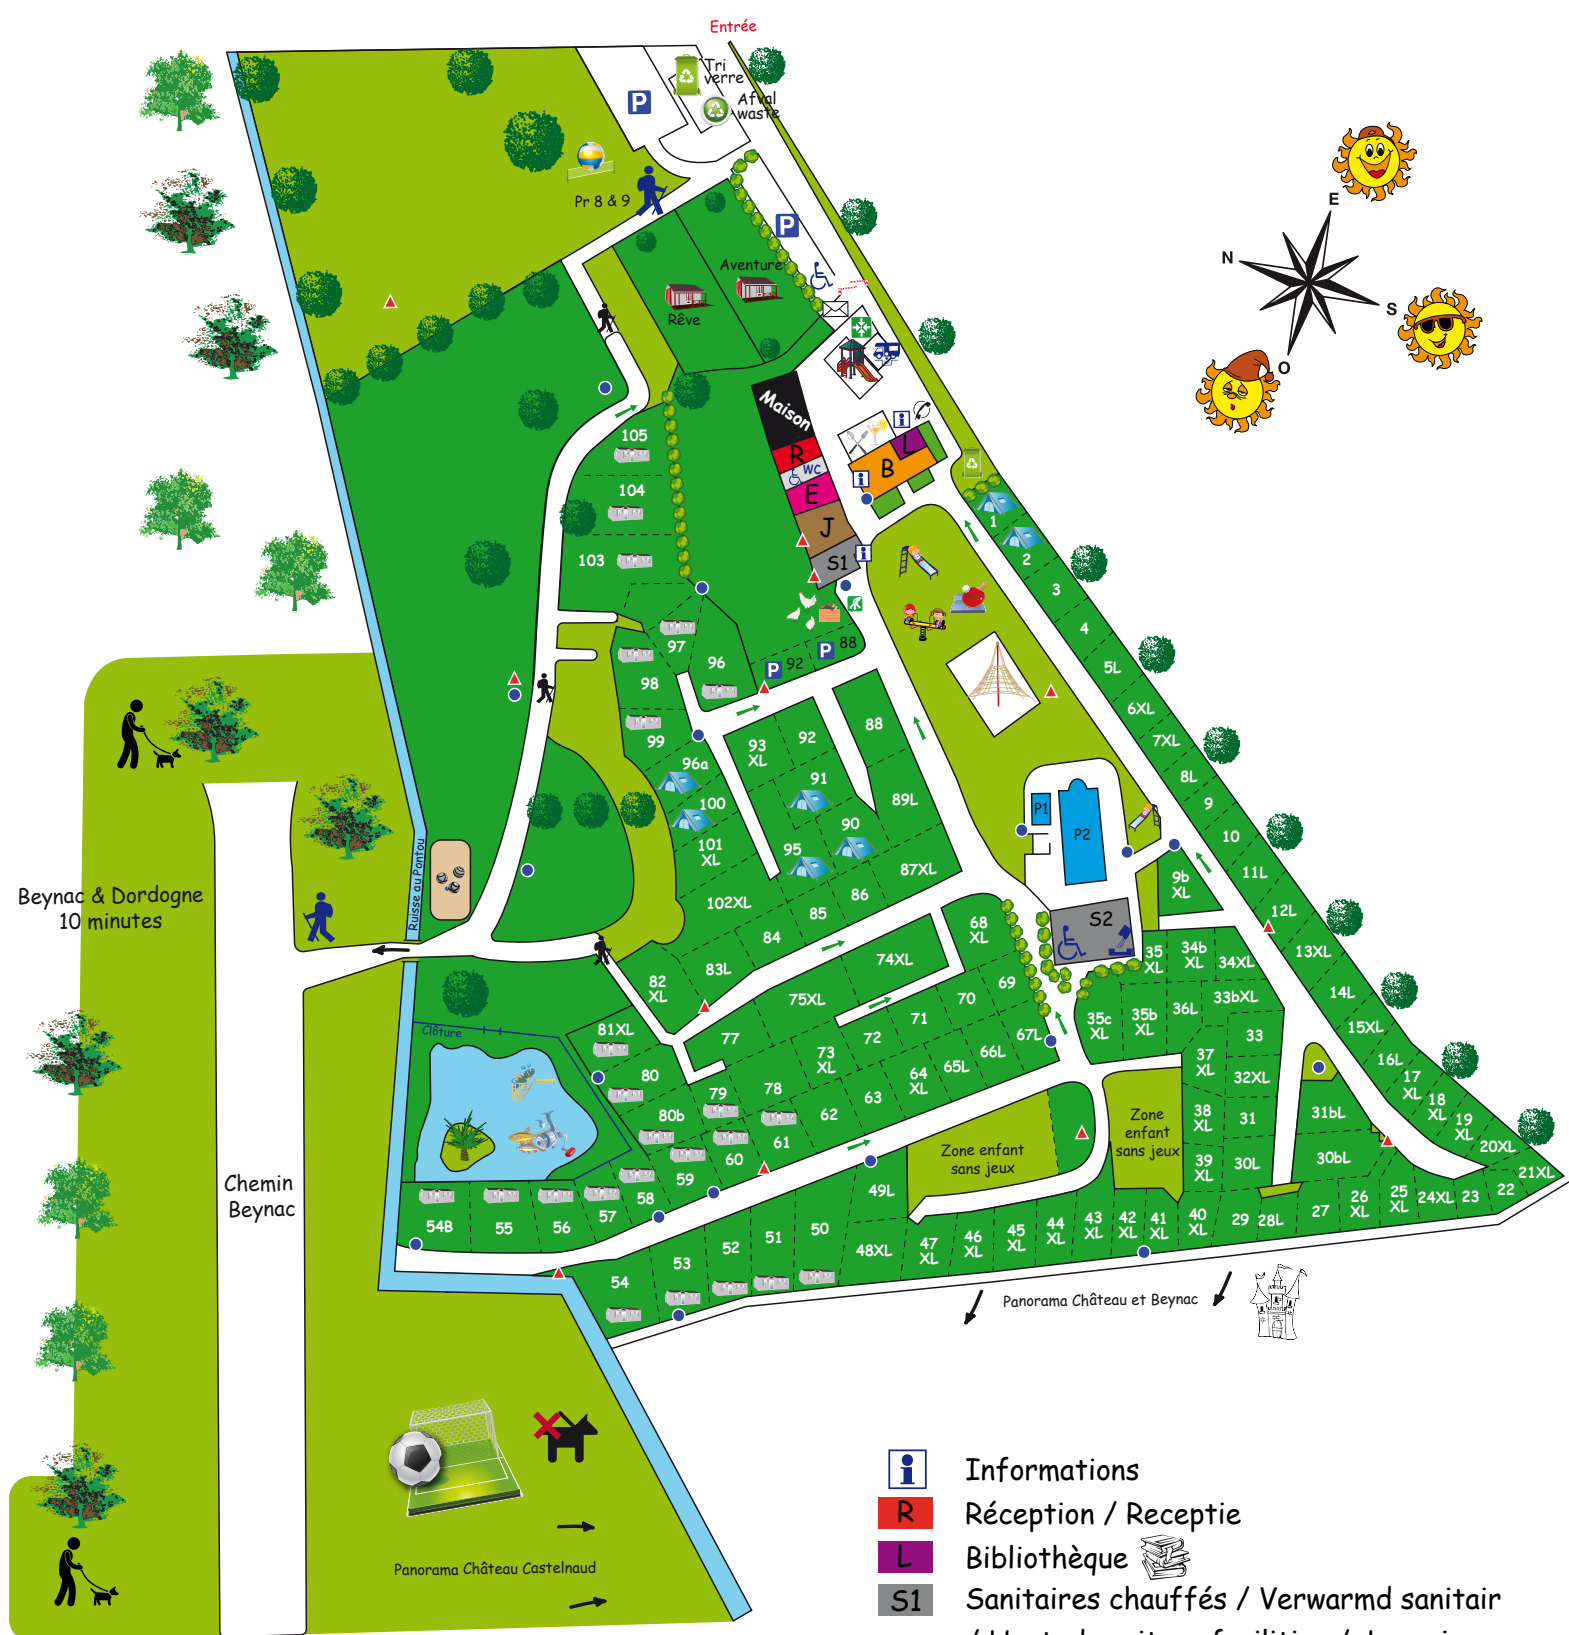 Entrée
Tri
verre
Afval
waste
P
Pr 8 & 9
P
Aventure
Rêve
E
N
S
O
Maison
R
WC
E
J
S1
L
B
105
104
103
97
96
98
99
96a
100
101
XL
102XL
P 92
P 88
93
XL
92
91
90
95
88
89L
87XL
86
85
84
83L
82
XL
1
2
3
4
5L
6XL
7XL
8L
9
10
11L
12L
13XL
14L
15XL
16L
17
XL
18
XL
19
XL
20XL
21XL
22
23
24XL
25
XL
26
XL
27
28L
29
40
XL
41
XL
42
XL
43
XL
44
XL
45
XL
46
XL
47
XL
48XL
49L
50
51
52
53
54
P1
P2
9b
XL
S2
35
XL
34b
XL
34XL
33bXL
36L
35b
XL
35c
XL
33
37
XL
32XL
38
XL
31
39
XL
30L
31bL
30bL
68
XL
69
70
74XL
75XL
71
72
73
XL
67L
66L
65L
64
XL
63
62
61
60
59
58
57
56
55
54B
77
78
79
80
80b
81XL
Zone enfant
sans jeux
Zone
enfant
sans jeux
Ruisse au Pontou
Clôture
Beynac & Dordogne
10 minutes
Chemin
Beynac
Panorama Château et Beynac
Panorama Château Castelnaud
Informations
R Réception / Receptie
L Bibliothèque
S1 Sanitaires chauffés / Verwarmd sanitair